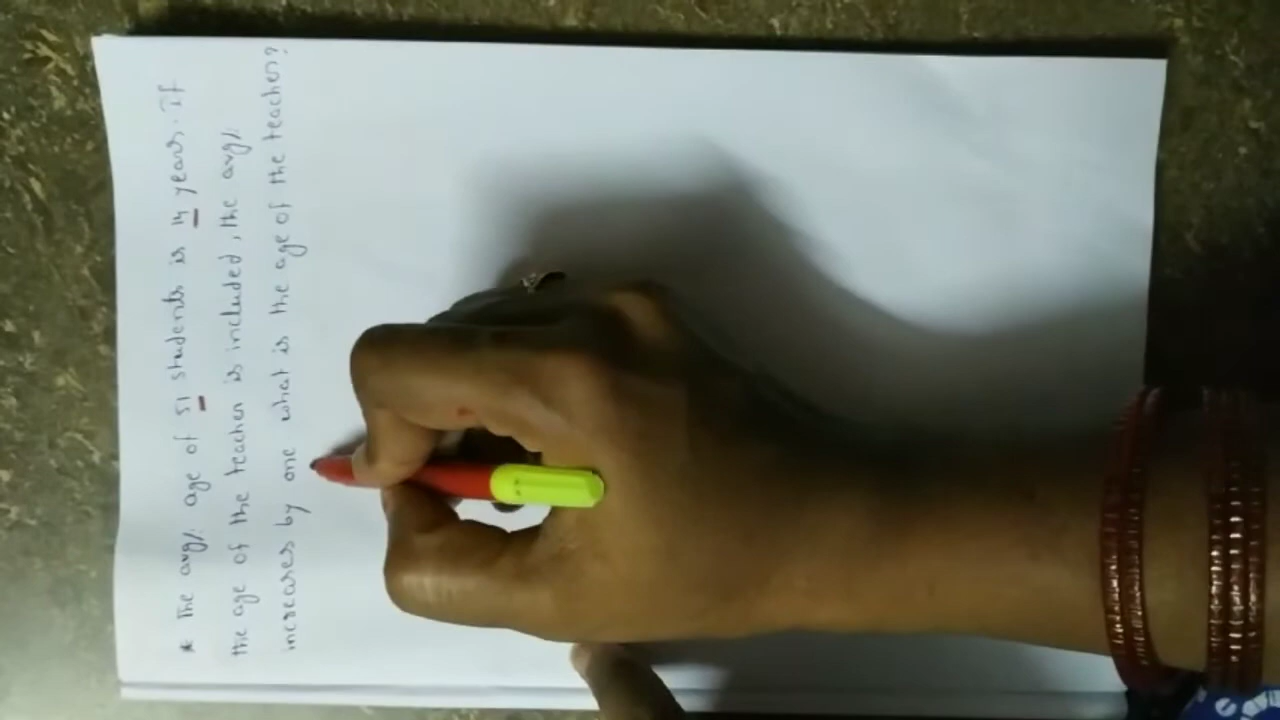 * The avg/: age of 51 students is 14 years. If
the age of the teacher is included, the avg/:
increases by one what is the age of the teacher?